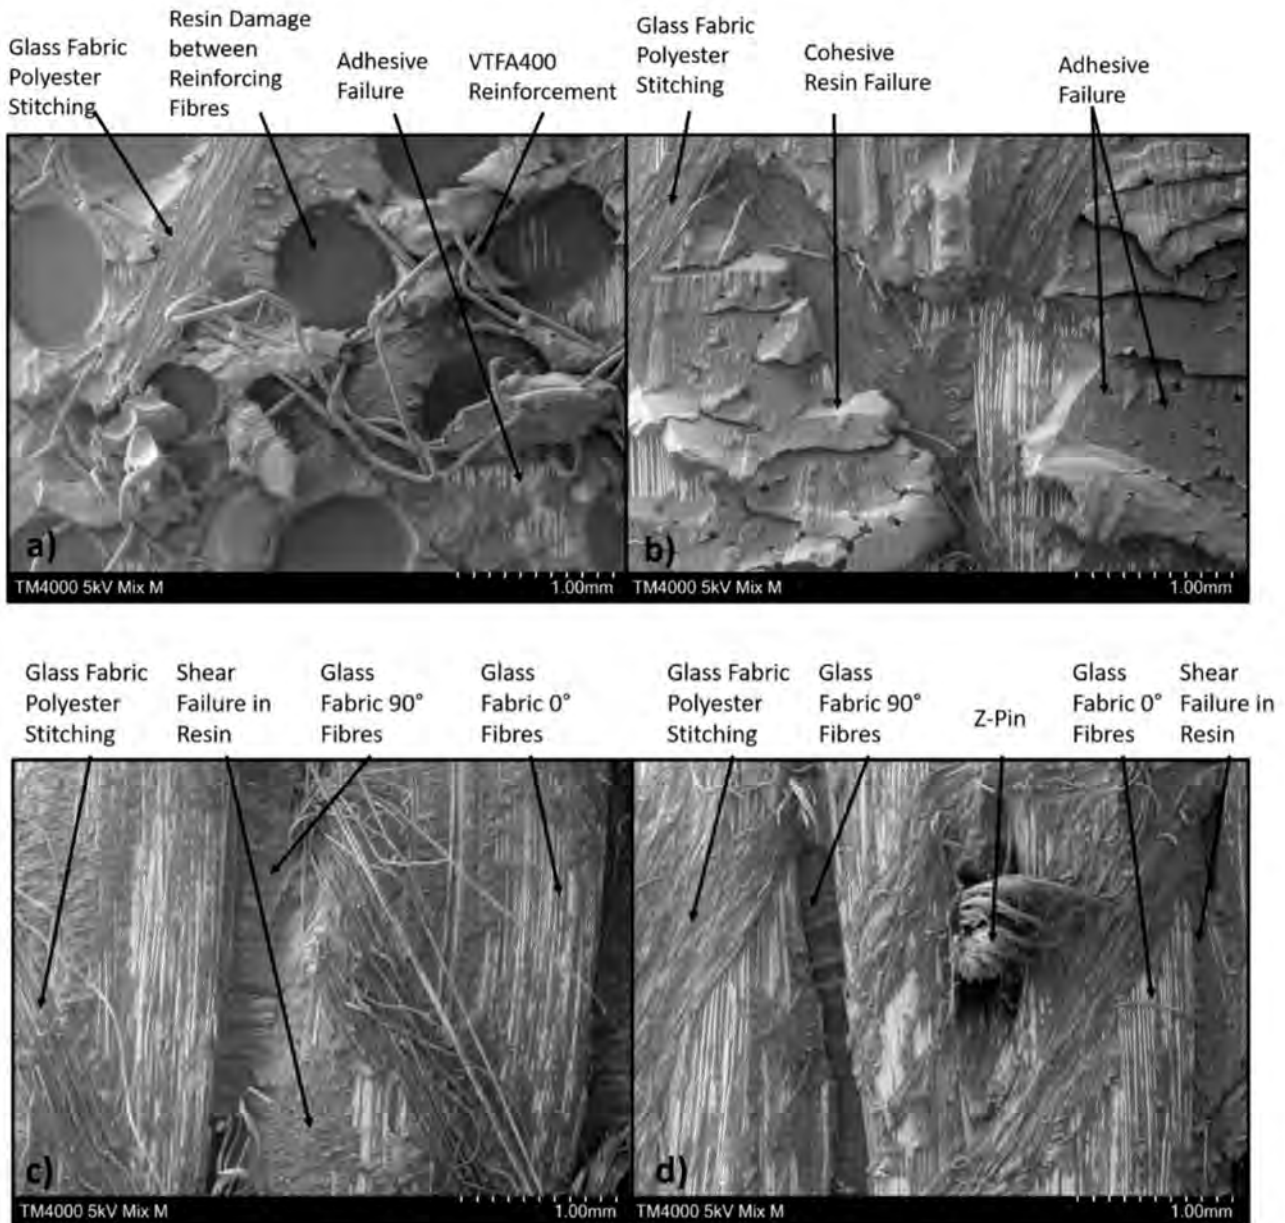 Glass Fabric
Polyester
Stitching
Resin Damage
between
Reinforcing
Fibres
Adhesive
Failure
VTFA400
Reinforcement
Glass Fabric
Polyester
Stitching
Cohesive
Resin Failure
Adhesive
Failure
a)
TM4000 5kV Mix M
1.00mm
b)
TM4000 5kV Mix M
1.00mm
Glass Fabric
Polyester
Stitching
Shear
Failure in
Resin
Glass
Fabric 90°
Fibres
Glass
Fabric 0°
Fibres
Glass Fabric
Polyester
Stitching
Glass
Fabric 90°
Fibres
Z-Pin
Glass
Fabric 0°
Fibres
Shear
Failure in
Resin
c)
TM4000 5kV Mix M
1.00mm
d)
TM4000 5kV Mix M
1.00mm